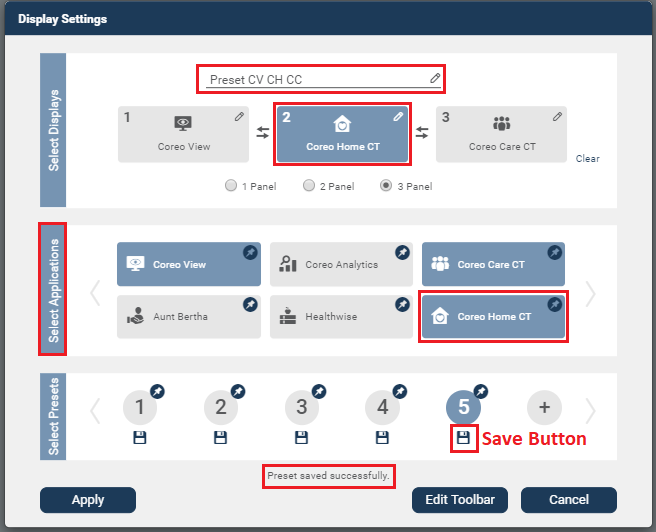 Display Settings
Select Displays
Preset CV CH CC
1
Coreo View
2
Coreo Home CT
3
Coreo Care CT
Clear
1 Panel
2 Panel
3 Panel
Select Applications
Coreo View
Coreo Analytics
Coreo Care CT
Aunt Bertha
Healthwise
Coreo Home CT
Select Presets
1
2
3
4
5
+
Save Button
Preset saved successfully.
Apply
Edit Toolbar
Cancel